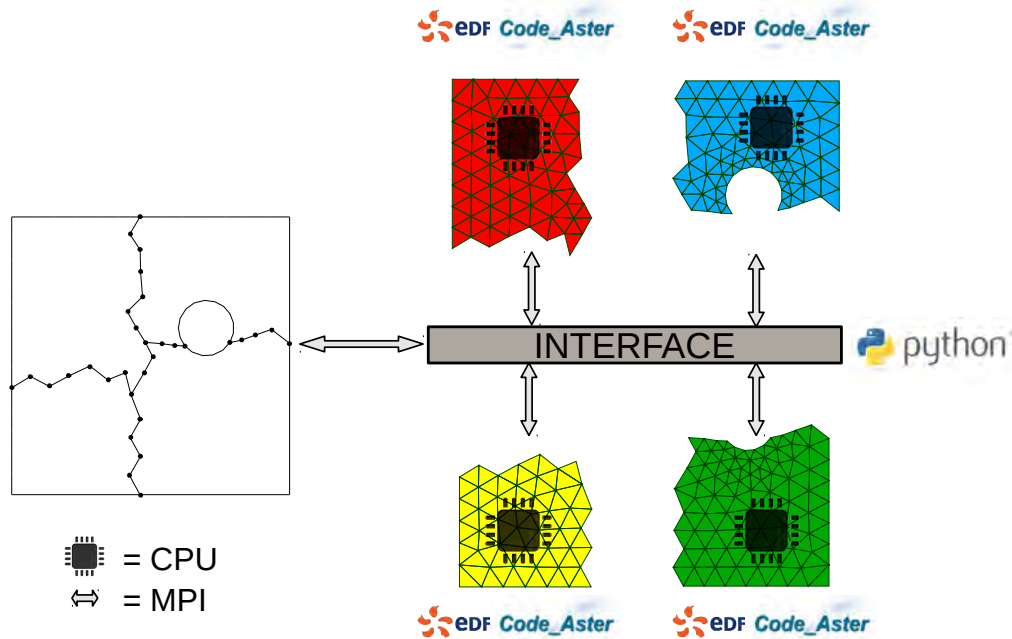 eDF Code_Aster
eDF Code_Aster
INTERFACE
python
= CPU
= MPI
eDF Code_Aster
eDF Code_Aster